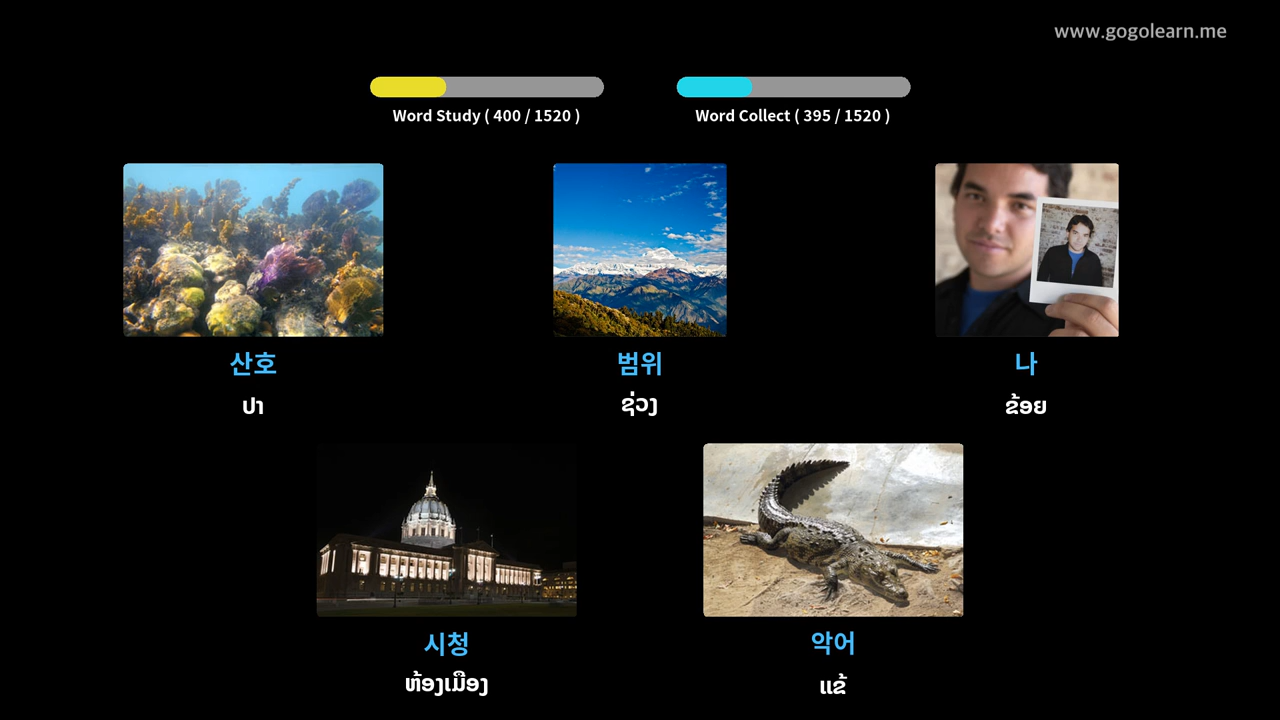 www.gogolearn.me
Word Study ( 400 / 1520 )
Word Collect ( 395 / 1520 )
산호
ປາ
범위
ຊ່ວງ
나
ຂ້ອຍ
시청
ຫ້ອງເມືອງ
악어
ແຂ້